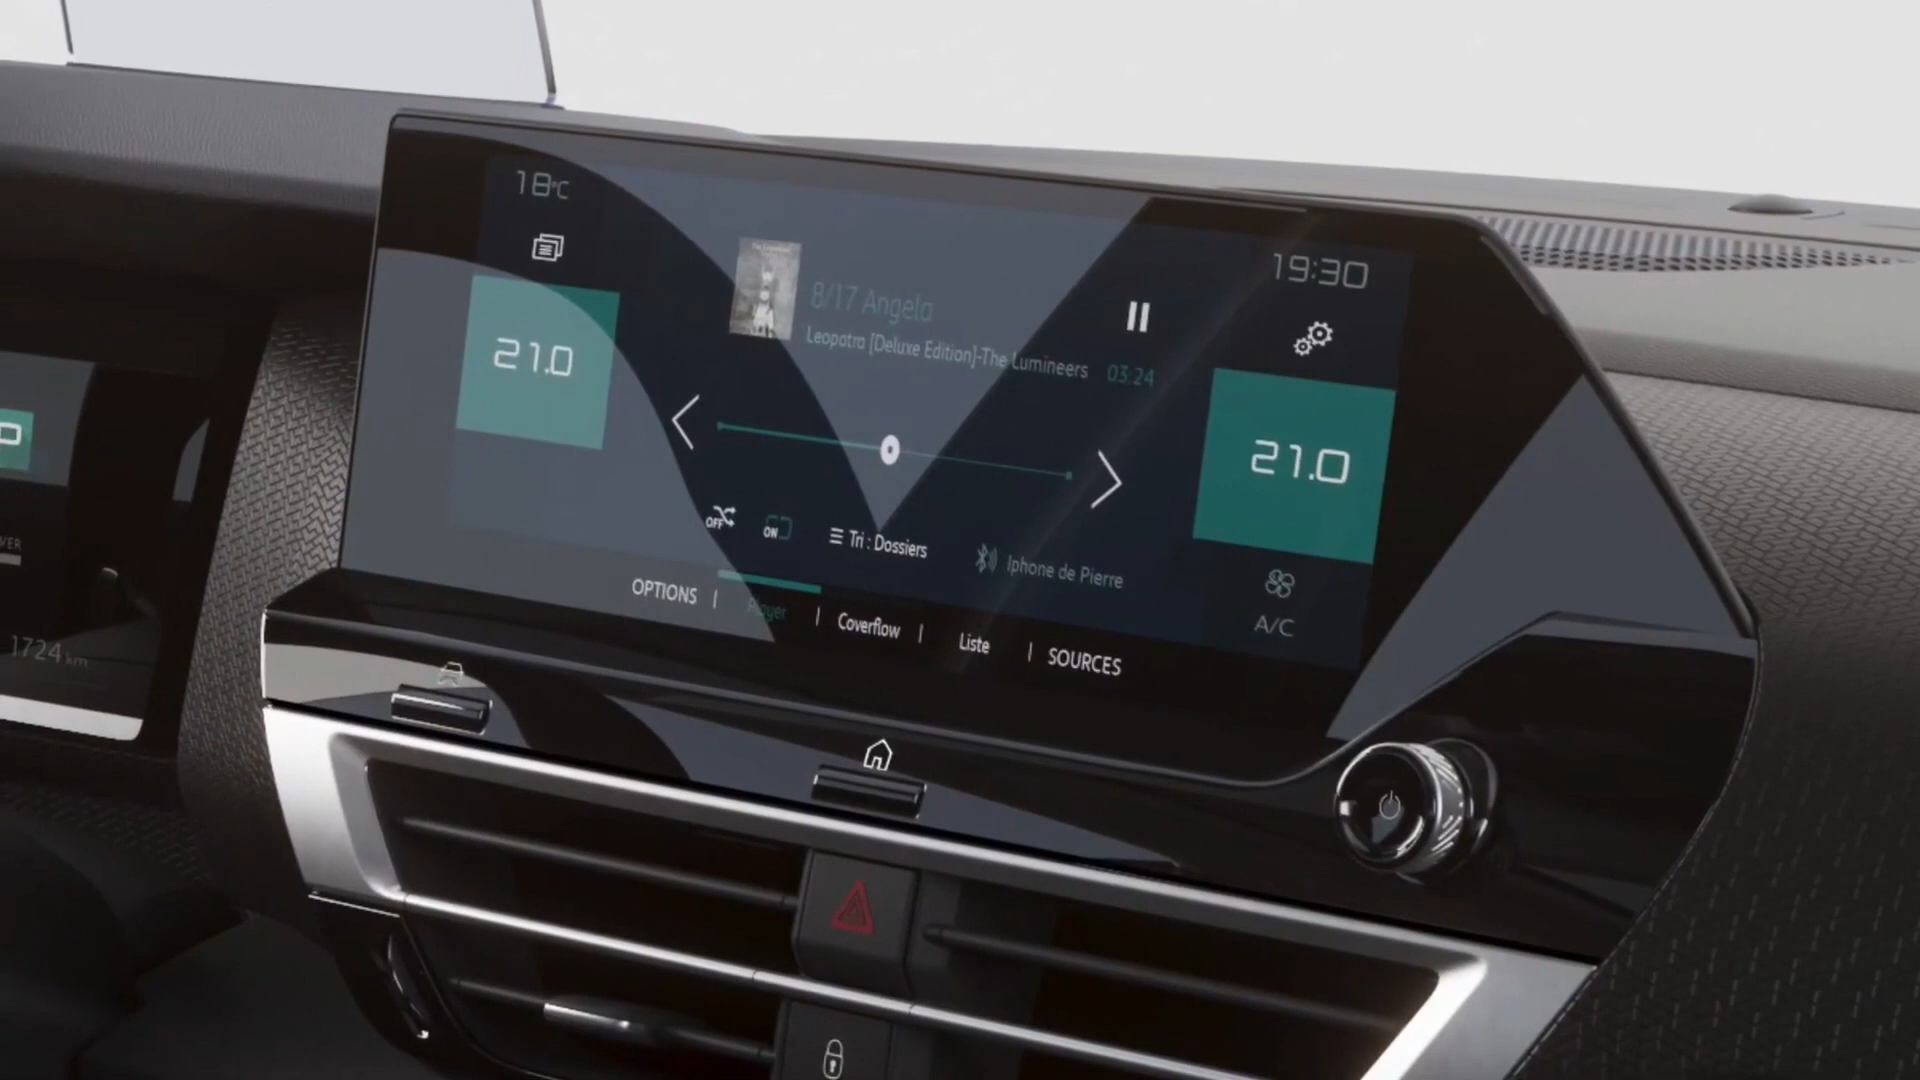 18°C
19:30
21.0
8/17 Angela
Leopatra [Deluxe Edition]-The Lumineers
03:24
21.0
OFF
ON
Tri : Dossiers
Iphone de Pierre
A/C
OPTIONS
Player
Coverflow
Liste
SOURCES
1724 km